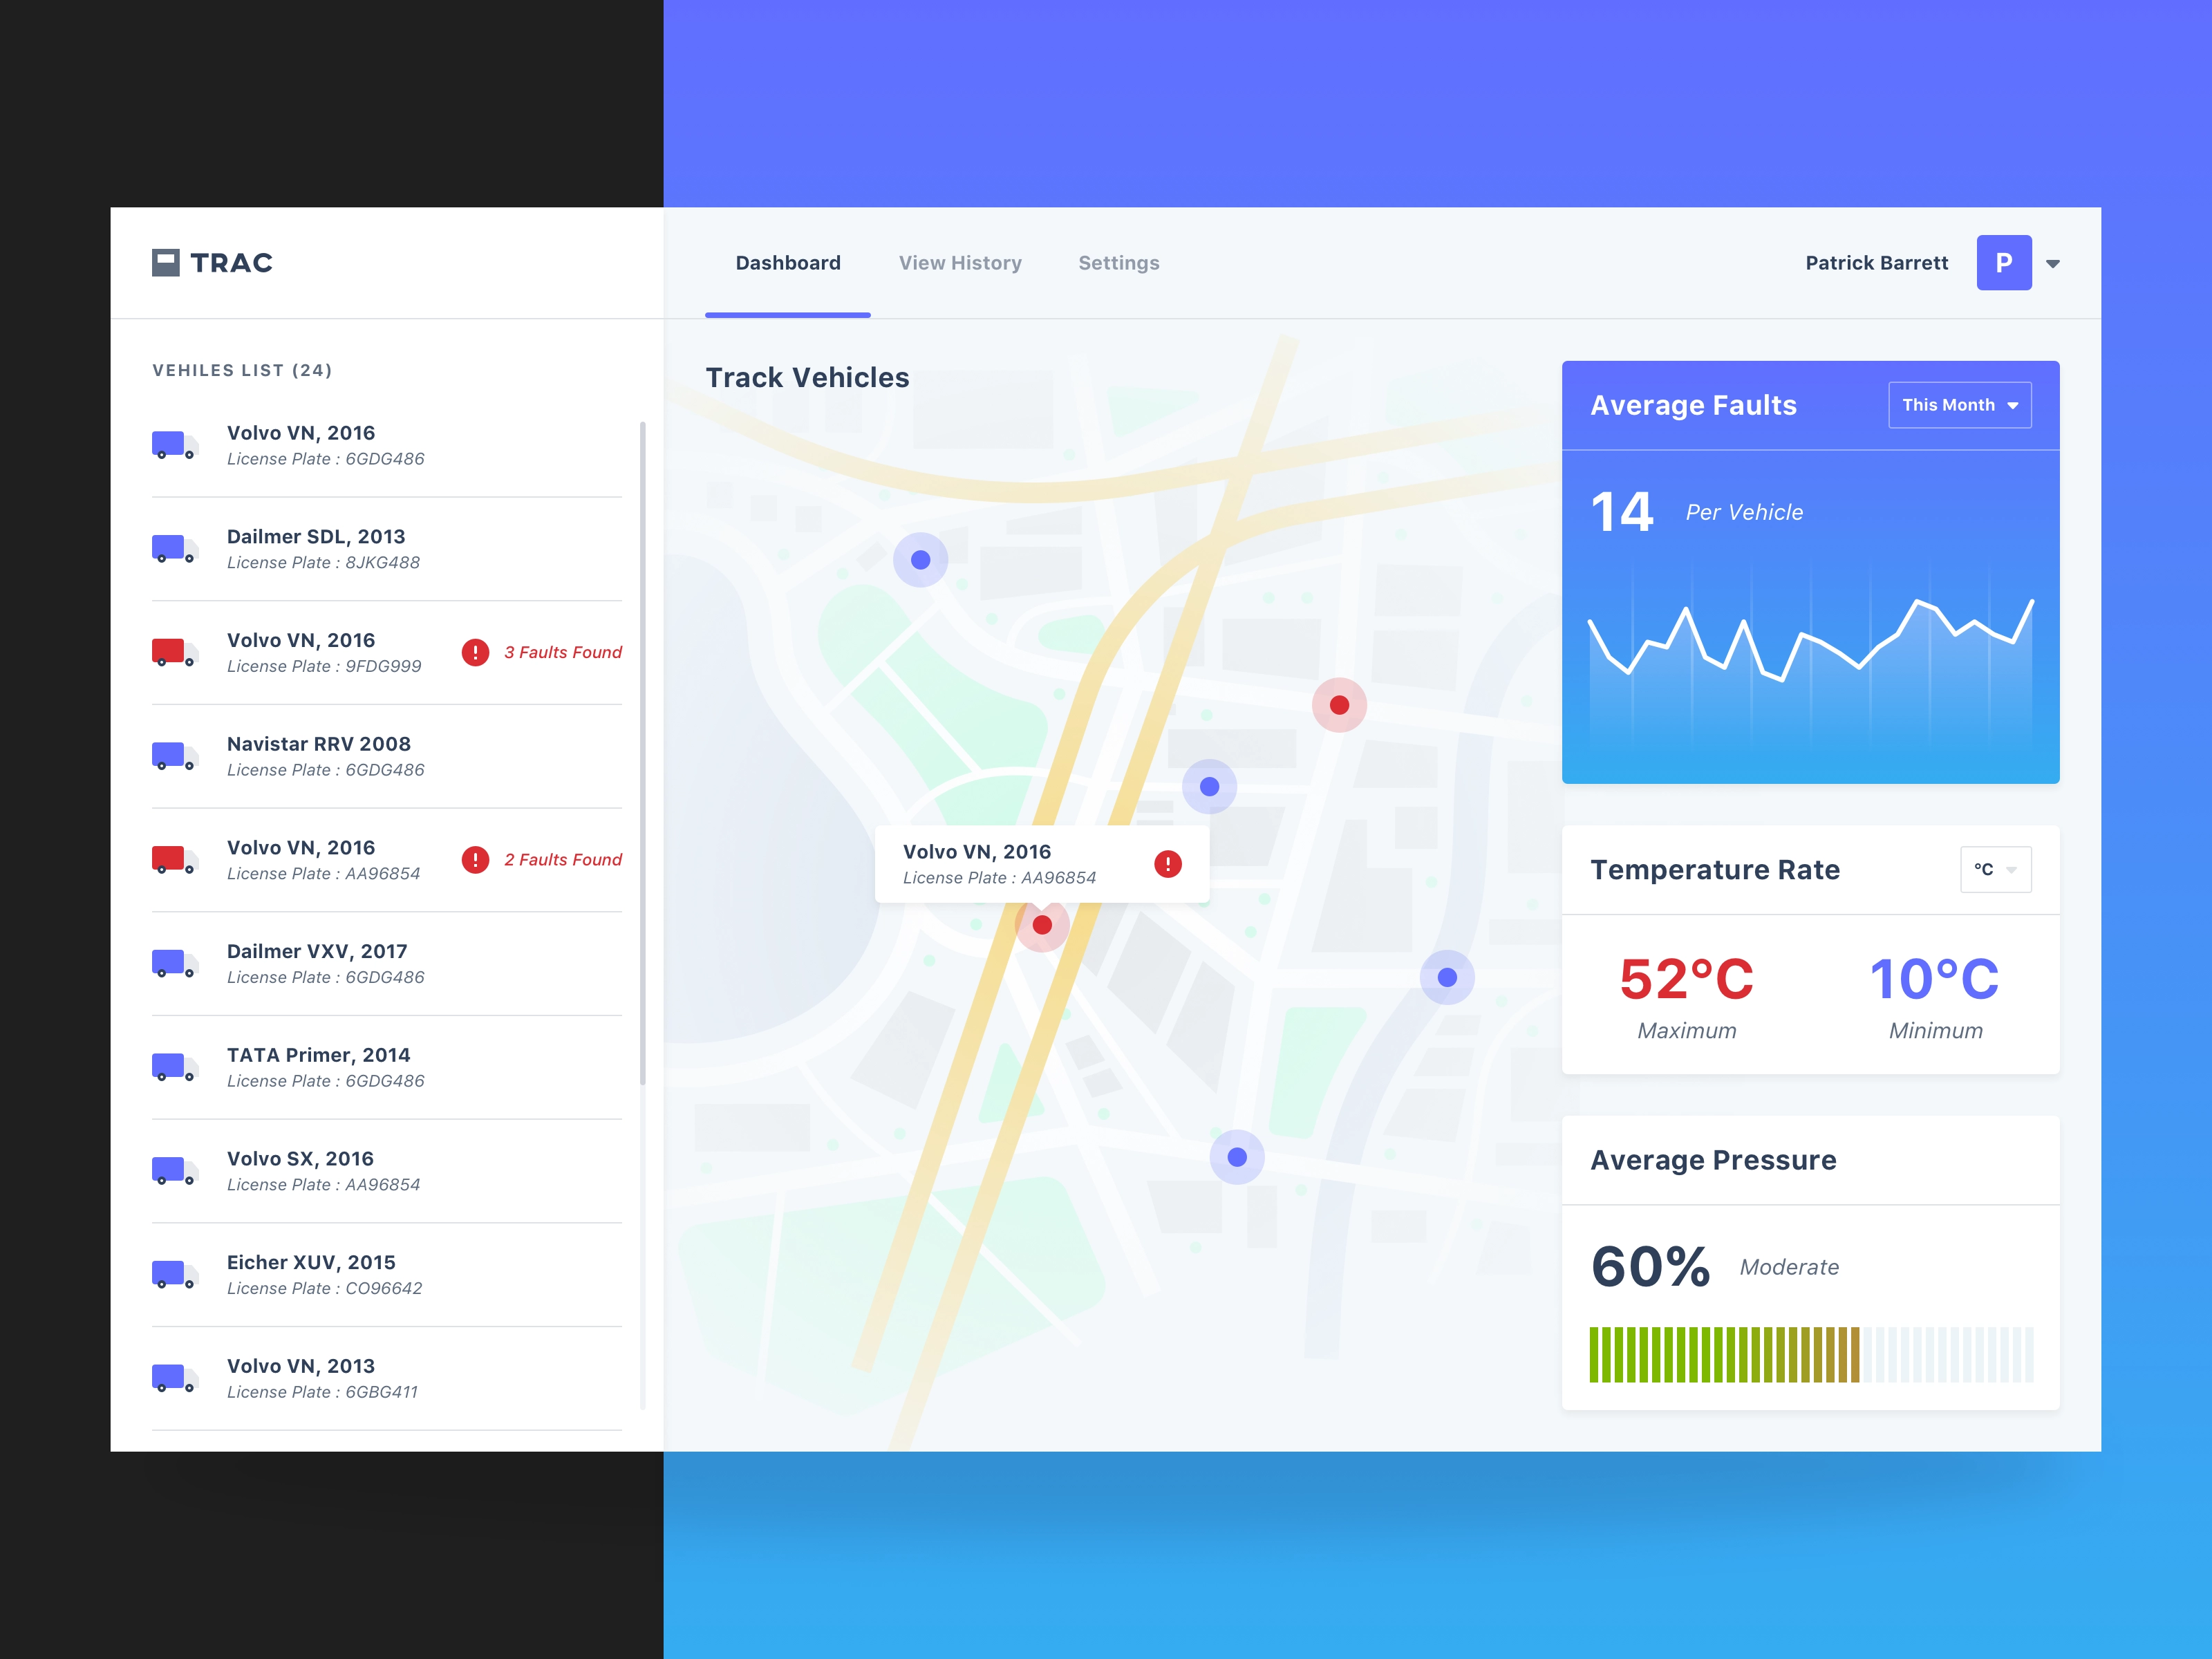 TRAC
Dashboard
View History
Settings
Patrick Barrett
P
VEHILES LIST (24)
Volvo VN, 2016
License Plate : 6GDG486
Dailmer SDL, 2013
License Plate : 8JKG488
Volvo VN, 2016
License Plate : 9FDG999
3 Faults Found
Navistar RRV 2008
License Plate : 6GDG486
Volvo VN, 2016
License Plate : AA96854
2 Faults Found
Dailmer VXV, 2017
License Plate : 6GDG486
TATA Primer, 2014
License Plate : 6GDG486
Volvo SX, 2016
License Plate : AA96854
Eicher XUV, 2015
License Plate : CO96642
Volvo VN, 2013
License Plate : 6GBG411
Track Vehicles
Volvo VN, 2016
License Plate : AA96854
Average Faults
This Month
14
Per Vehicle
Temperature Rate
°C
52°C
10°C
Maximum
Minimum
Average Pressure
60%
Moderate